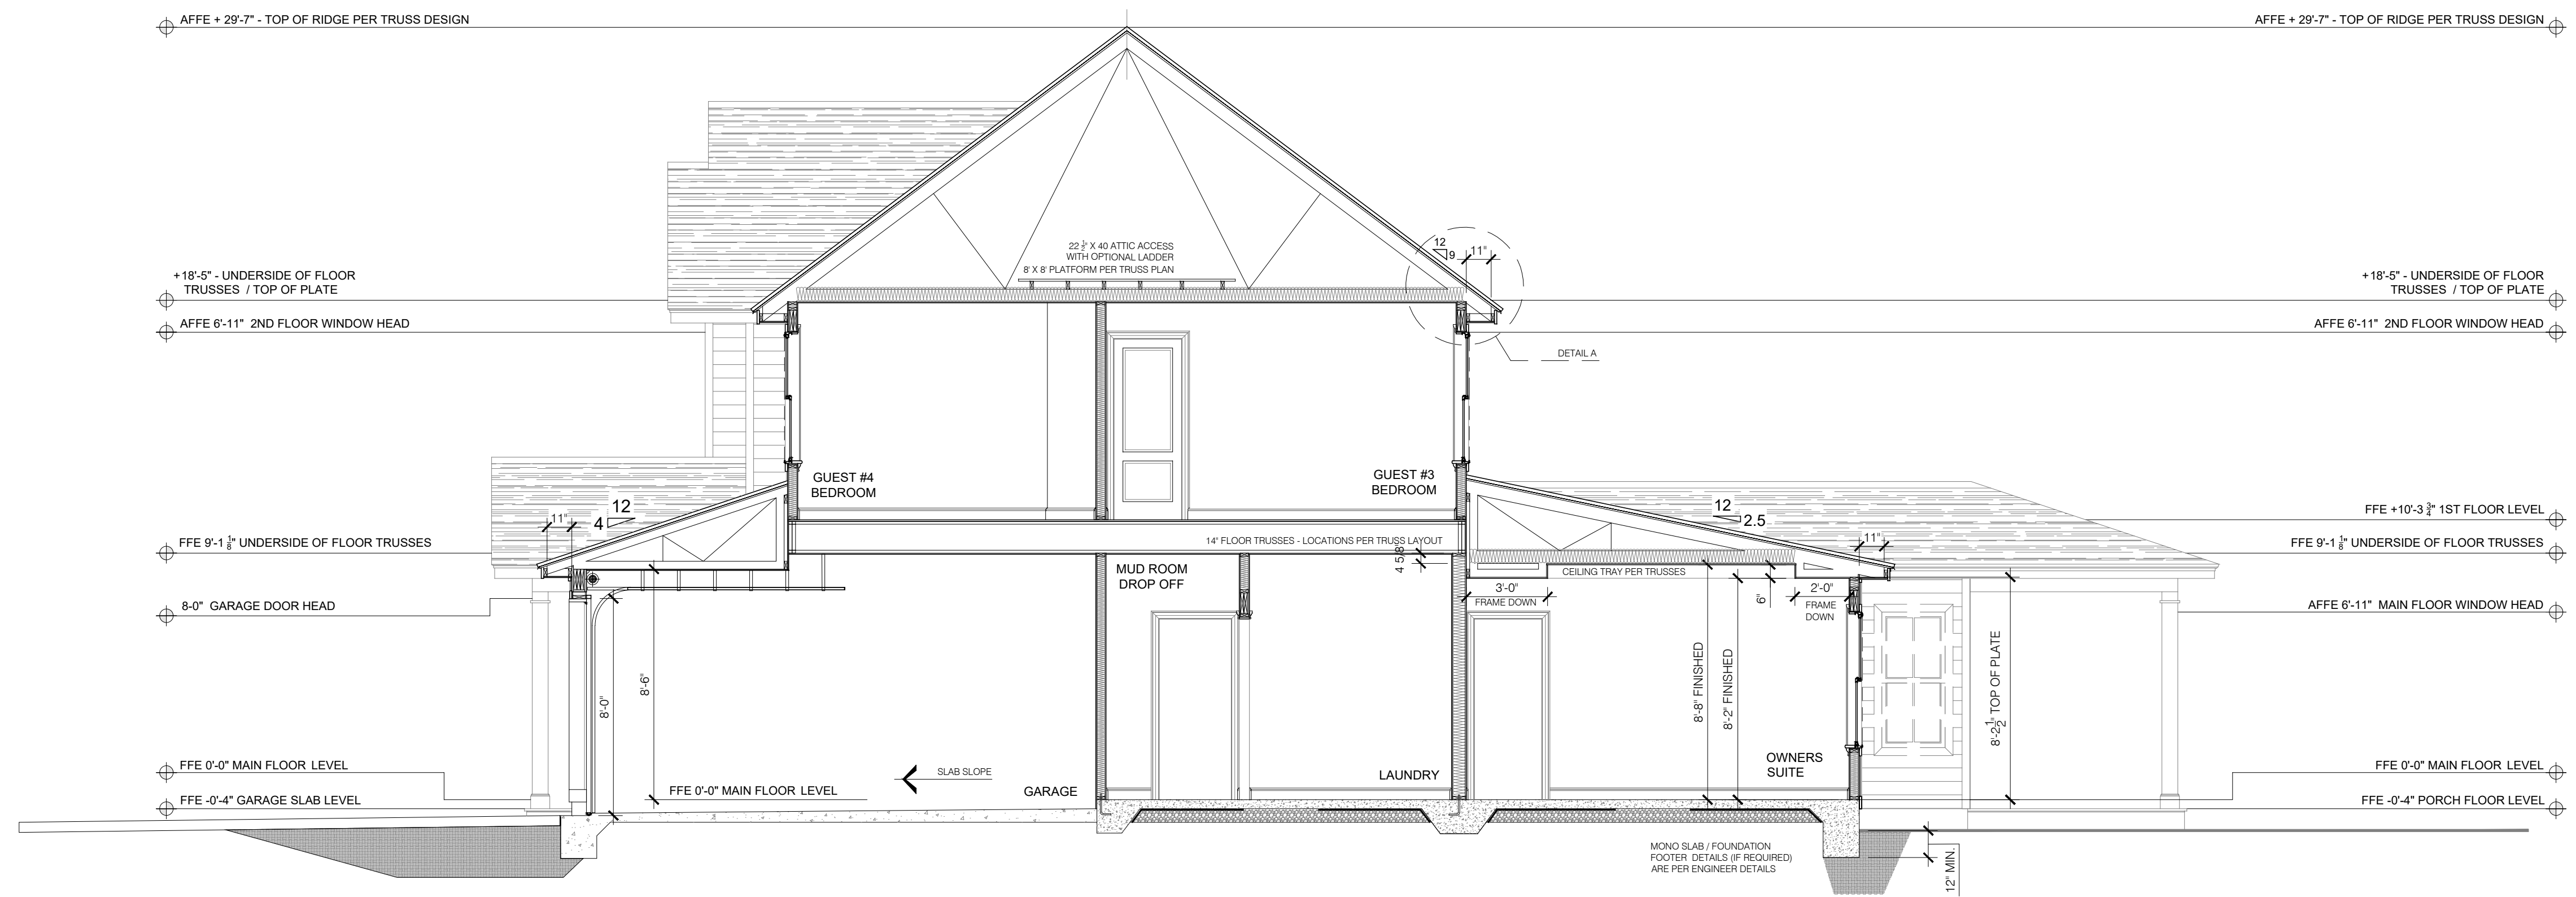 AFFE + 29'-7" - TOP OF RIDGE PER TRUSS DESIGN
AFFE + 29'-7" - TOP OF RIDGE PER TRUSS DESIGN
22 1/2" X 40 ATTIC ACCESS
WITH OPTIONAL LADDER
8' X 8' PLATFORM PER TRUSS PLAN
12
9
11"
+18'-5" - UNDERSIDE OF FLOOR
TRUSSES / TOP OF PLATE
+18'-5" - UNDERSIDE OF FLOOR
TRUSSES / TOP OF PLATE
AFFE 6'-11" 2ND FLOOR WINDOW HEAD
AFFE 6'-11" 2ND FLOOR WINDOW HEAD
DETAIL A
GUEST #4
BEDROOM
GUEST #3
BEDROOM
11"
12
4
12
2.5
FFE +10'-3 3/4" 1ST FLOOR LEVEL
FFE 9'-1 1/8" UNDERSIDE OF FLOOR TRUSSES
14" FLOOR TRUSSES - LOCATIONS PER TRUSS LAYOUT
11"
FFE 9'-1 1/8" UNDERSIDE OF FLOOR TRUSSES
4 5/8"
MUD ROOM
DROP OFF
CEILING TRAY PER TRUSSES
3'-0"
FRAME DOWN
6"
2'-0"
FRAME
DOWN
8-0" GARAGE DOOR HEAD
AFFE 6'-11" MAIN FLOOR WINDOW HEAD
8'-0"
8'-6"
8'-8" FINISHED
8'-2" FINISHED
8'-2 1/2" TOP OF PLATE
FFE 0'-0" MAIN FLOOR LEVEL
SLAB SLOPE
LAUNDRY
OWNERS
SUITE
FFE 0'-0" MAIN FLOOR LEVEL
FFE 0'-0" MAIN FLOOR LEVEL
GARAGE
FFE -0'-4" GARAGE SLAB LEVEL
FFE -0'-4" PORCH FLOOR LEVEL
MONO SLAB / FOUNDATION
FOOTER DETAILS (IF REQUIRED)
ARE PER ENGINEER DETAILS
12" MIN.